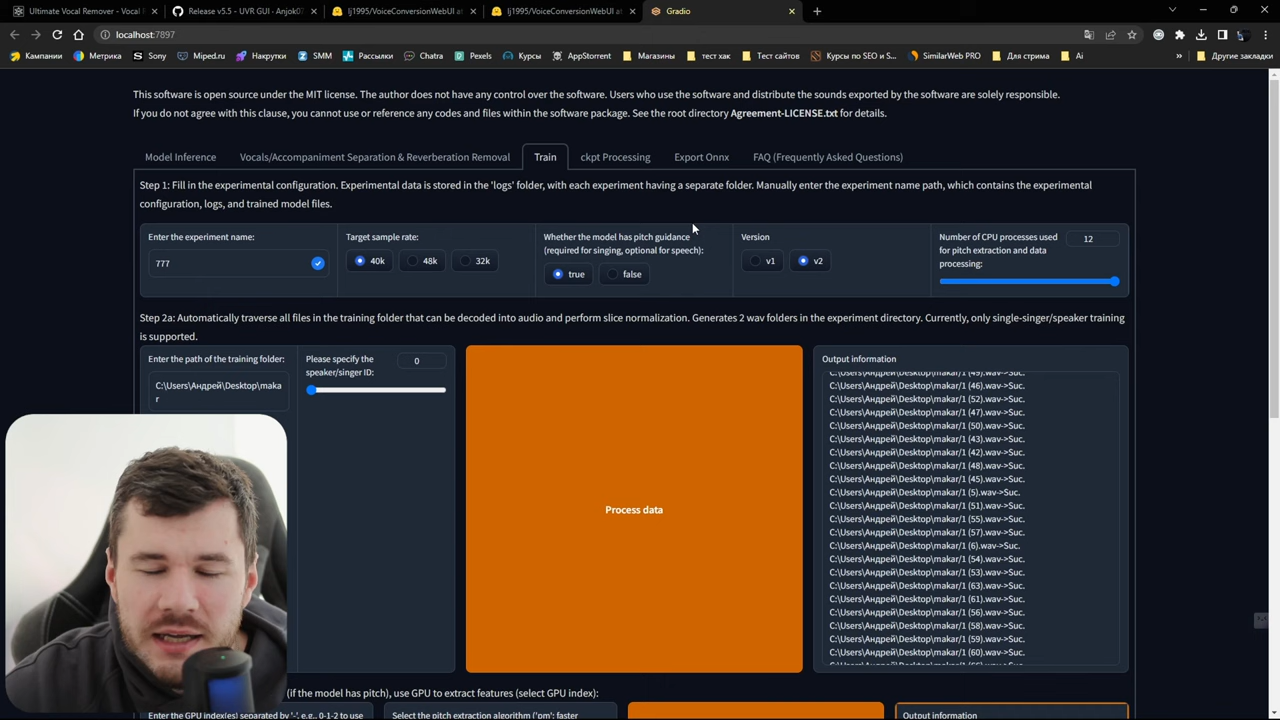 Ultimate Vocal Remover - Vocal R
Release v5.5 · UVR GUI · Anjok07
lj1995/VoiceConversionWebUI at
lj1995/VoiceConversionWebUI at
Gradio
localhost:7897
Кампании
Метрика
Sony
Miped.ru
Накрутки
SMM
Рассылки
Chatra
Pexels
Курсы
AppStorrent
Магазины
тест хак
Тест сайтов
Курсы по SEO и S...
SimilarWeb PRO
Для стрима
Ai
Другие закладки
This software is open source under the MIT license. The author does not have any control over the software. Users who use the software and distribute the sounds exported by the software are solely responsible.
If you do not agree with this clause, you cannot use or reference any codes and files within the software package. See the root directory Agreement-LICENSE.txt for details.
Model Inference
Vocals/Accompaniment Separation & Reverberation Removal
Train
ckpt Processing
Export Onnx
FAQ (Frequently Asked Questions)
Step 1: Fill in the experimental configuration. Experimental data is stored in the 'logs' folder, with each experiment having a separate folder. Manually enter the experiment name path, which contains the experimental
configuration, logs, and trained model files.
Enter the experiment name:
777
Target sample rate:
40k
48k
32k
Whether the model has pitch guidance
(required for singing, optional for speech):
true
false
Version
v1
v2
Number of CPU processes used
for pitch extraction and data
processing:
12
Step 2a: Automatically traverse all files in the training folder that can be decoded into audio and perform slice normalization. Generates 2 wav folders in the experiment directory. Currently, only single-singer/speaker training
is supported.
Enter the path of the training folder:
C:\Users\Андрей\Desktop\maka
r
Please specify the
speaker/singer ID:
0
Process data
Output information
C:\Users\Андрей\Desktop\makar/1 (49).wav->Suc.
C:\Users\Андрей\Desktop\makar/1 (46).wav->Suc.
C:\Users\Андрей\Desktop\makar/1 (52).wav->Suc.
C:\Users\Андрей\Desktop\makar/1 (47).wav->Suc.
C:\Users\Андрей\Desktop\makar/1 (50).wav->Suc.
C:\Users\Андрей\Desktop\makar/1 (43).wav->Suc.
C:\Users\Андрей\Desktop\makar/1 (42).wav->Suc.
C:\Users\Андрей\Desktop\makar/1 (48).wav->Suc.
C:\Users\Андрей\Desktop\makar/1 (45).wav->Suc.
C:\Users\Андрей\Desktop\makar/1 (5).wav->Suc.
C:\Users\Андрей\Desktop\makar/1 (51).wav->Suc.
C:\Users\Андрей\Desktop\makar/1 (55).wav->Suc.
C:\Users\Андрей\Desktop\makar/1 (57).wav->Suc.
C:\Users\Андрей\Desktop\makar/1 (6).wav->Suc.
C:\Users\Андрей\Desktop\makar/1 (54).wav->Suc.
C:\Users\Андрей\Desktop\makar/1 (53).wav->Suc.
C:\Users\Андрей\Desktop\makar/1 (63).wav->Suc.
C:\Users\Андрей\Desktop\makar/1 (61).wav->Suc.
C:\Users\Андрей\Desktop\makar/1 (56).wav->Suc.
C:\Users\Андрей\Desktop\makar/1 (58).wav->Suc.
C:\Users\Андрей\Desktop\makar/1 (59).wav->Suc.
C:\Users\Андрей\Desktop\makar/1 (60).wav->Suc.
(if the model has pitch), use GPU to extract features (select GPU index):
Enter the GPU index(es) separated by '-', e.g., 0-1-2 to use
Select the pitch extraction algorithm ('pm': faster
Output information